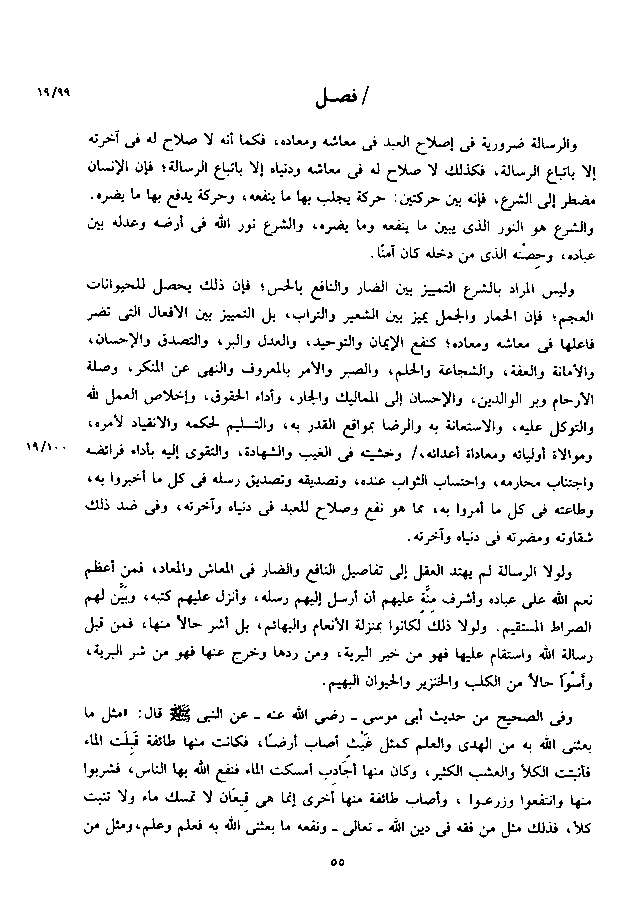 ١٩/٩٩
/ فصـل
والرسالة ضرورية فى إصلاح العبد فى معاشه ومعاده، فكما أنه لا صلاح له فى آخرته
إلا باتباع الرسالة، فكذلك لا صلاح له فى معاشه ودنياه إلا باتباع الرسالة؛ فإن الإنسان
مضطر إلى الشرع، فإنه بين حركتين: حركة يجلب بها ما ينفعه، وحركة يدفع بها ما يضره.
والشرع هو النور الذى يبين ما ينفعه وما يضره، والشرع نور الله فى أرضه وعدله بين
عباده، وحِصْنه الذى من دخله كان آمنًا.
وليس المراد بالشرع التمييز بين الضار والنافع بالحس؛ فإن ذلك يحصل للحيوانات
العجم؛ فإن الحمار والجمل يميز بين الشعير والتراب، بل التمييز بين الأفعال التى تضر
فاعلها فى معاشه ومعاده؛ كنفع الإيمان والتوحيد، والعدل والبر، والتصدق والإحسان،
والأمانة والعفة، والشجاعة والحلم، والصبر والأمر بالمعروف والنهى عن المنكر، وصلة
الأرحام وبر الوالدين، والإحسان إلى المماليك والجار، وأداء الحقوق، وإخلاص العمل لله
والتوكل عليه، والاستعانة به والرضا بمواقع القدر به، والتسليم لحكمه والانقياد لأمره،
وموالاة أوليائه ومعاداة أعدائه، / وخشيته فى الغيب والشهادة، والتقوى إليه بأداء فرائضه
١٩/١٠٠
واجتناب محارمه، واحتساب الثواب عنده، وتصديقه وتصديق رسله فى كل ما أخبروا به،
وطاعته فى كل ما أمروا به، مما هو نفع وصلاح للعبد فى دنياه وآخرته، وفى ضد ذلك
شقاوته ومضرته فى دنياه وآخرته.
ولولا الرسالة لم يهتد العقل إلى تفاصيل النافع والضار فى المعاش والمعاد، فمن أعظم
نعم الله على عباده وأشرف مِنَّةٍ عليهم أن أرسل إليهم رسله، وأنزل عليهم كتبه، وبَيَّن لهم
الصراط المستقيم. ولولا ذلك لكانوا بمنزلة الأنعام والبهائم، بل أشر حالاً منها، فمن قبل
رسالة الله واستقام عليها فهو من خير البرية، ومن ردها وخرج عنها فهو من شر البرية،
وأسوأ حالاً من الكلب والخنزير والحيوان البهيم.
وفى الصحيح من حديث أبى موسى ـ رضى الله عنه ـ عن النبى ﷺ قال: «مثل ما
بعثنى الله به من الهدى والعلم كمثل غَيْثٍ أصاب أرضًا، فكانت منها طائفة قَبِلَت الماء
فأنبتت الكلأ والعشب الكثير، وكان منها أجَادِب أمسكت الماء فنفع الله بها الناس، فشربوا
منها وانتفعوا وزرعوا ، وأصاب طائفة منها أخرى إنما هى قِيعَان لا تمسك ماء ولا تنبت
كلأ، فذلك مثل من فقه فى دين الله ـ تعالى ـ ونفعه ما بعثنى الله به فعلم وعلم، ومثل من
٥٥